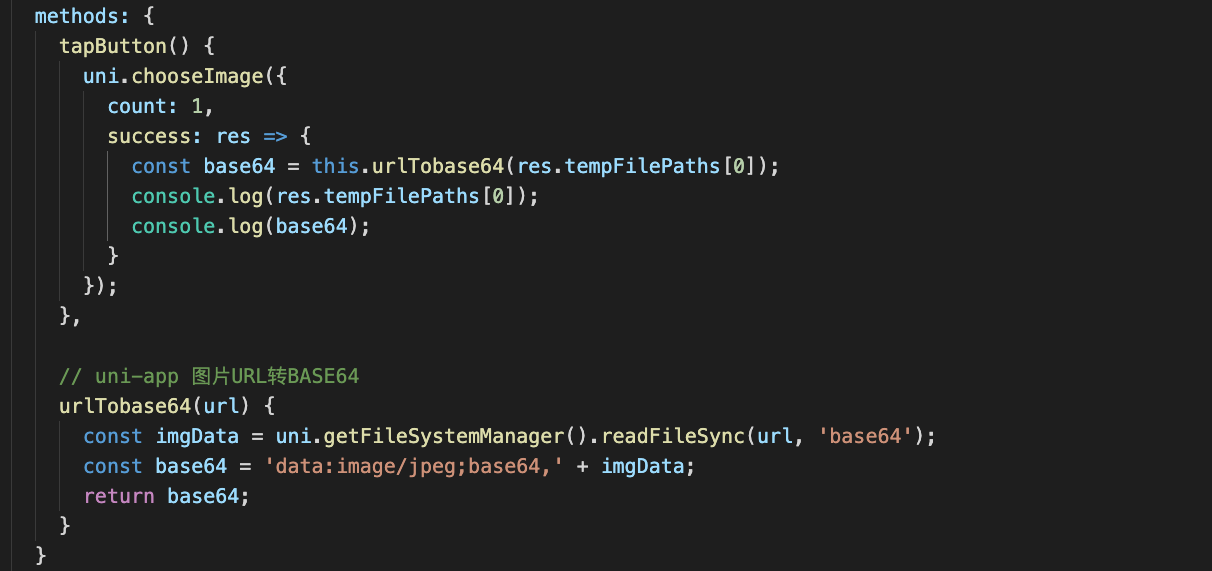 methods: {
tapButton() {
uni.chooseImage({
count: 1,
success: res => {
const base64 = this.urlTobase64(res.tempFilePaths[0]);
console.log(res.tempFilePaths[0]);
console.log(base64);
}
});
},
// uni-app 图片URL转BASE64
urlTobase64(url) {
const imgData = uni.getFileSystemManager().readFileSync(url, 'base64');
const base64 = 'data:image/jpeg;base64,' + imgData;
return base64;
}
}